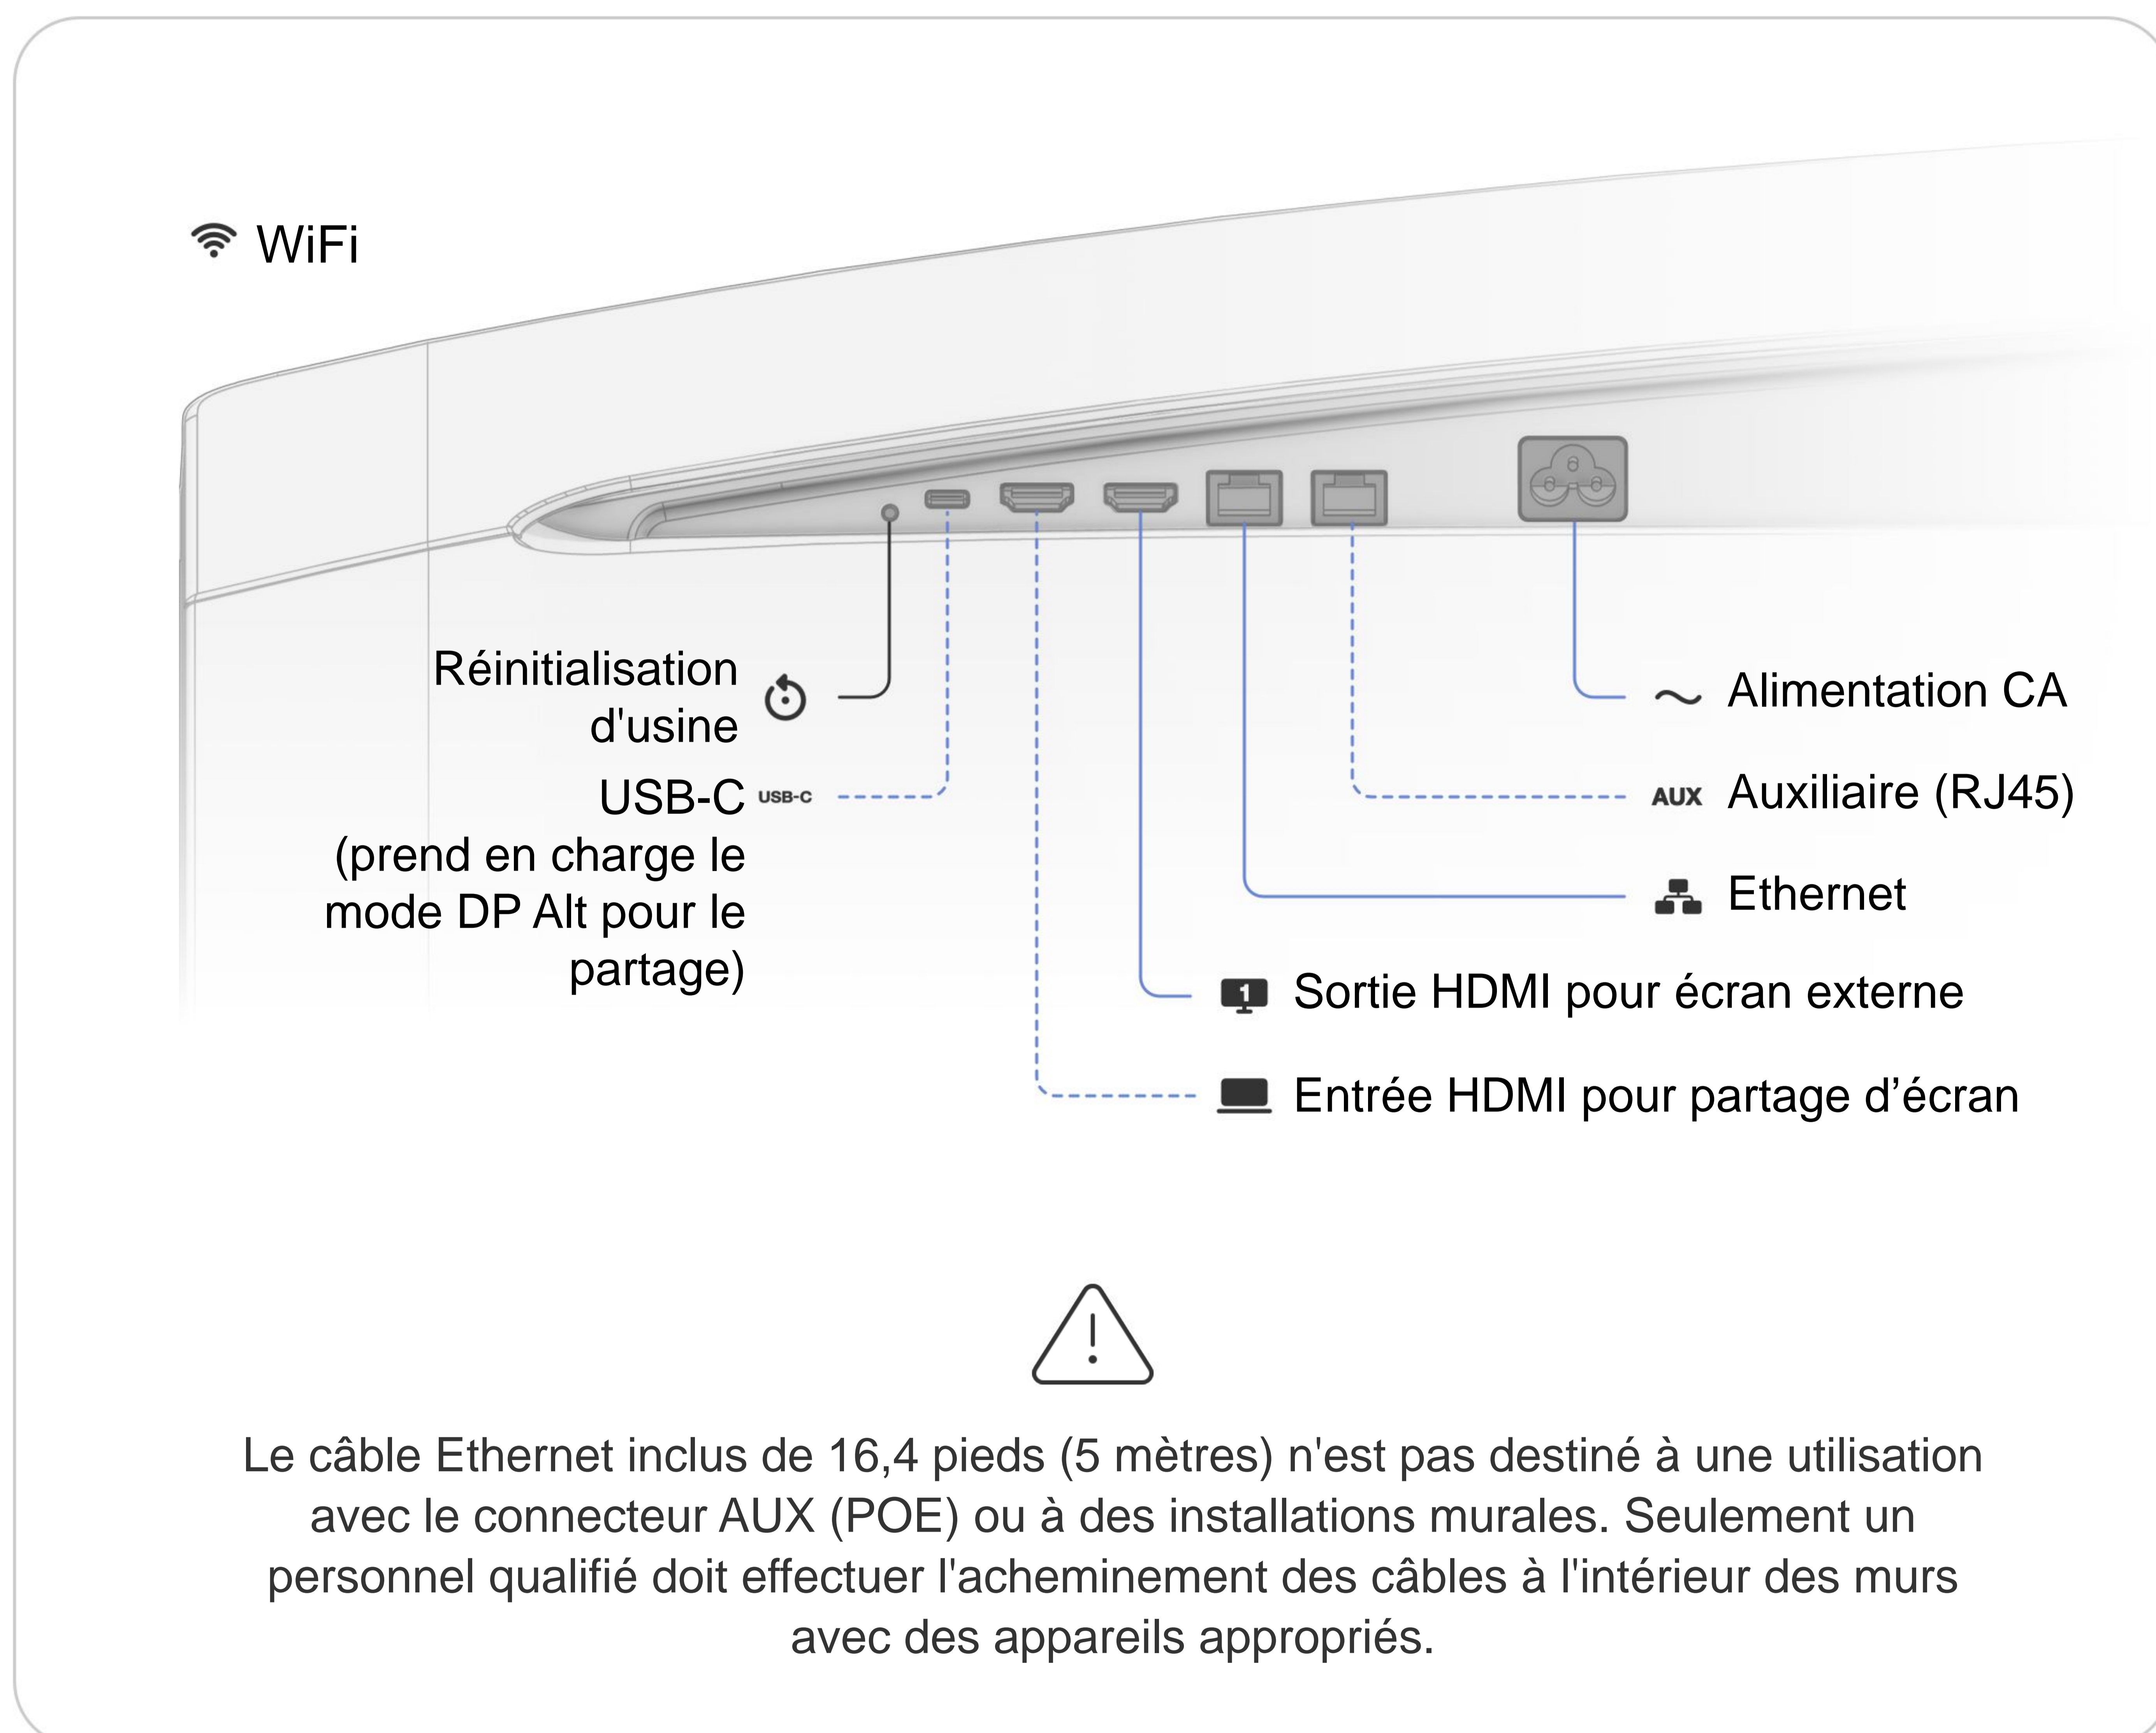 WiFi
Réinitialisation
d'usine
USB-C USB-C
(prend en charge le
mode DP Alt pour le
partage)
Alimentation CA
AUX Auxiliaire (RJ45)
Ethernet
1 Sortie HDMI pour écran externe
Entrée HDMI pour partage d’écran
Le câble Ethernet inclus de 16,4 pieds (5 mètres) n'est pas destiné à une utilisation
avec le connecteur AUX (POE) ou à des installations murales. Seulement un
personnel qualifié doit effectuer l'acheminement des câbles à l'intérieur des murs
avec des appareils appropriés.